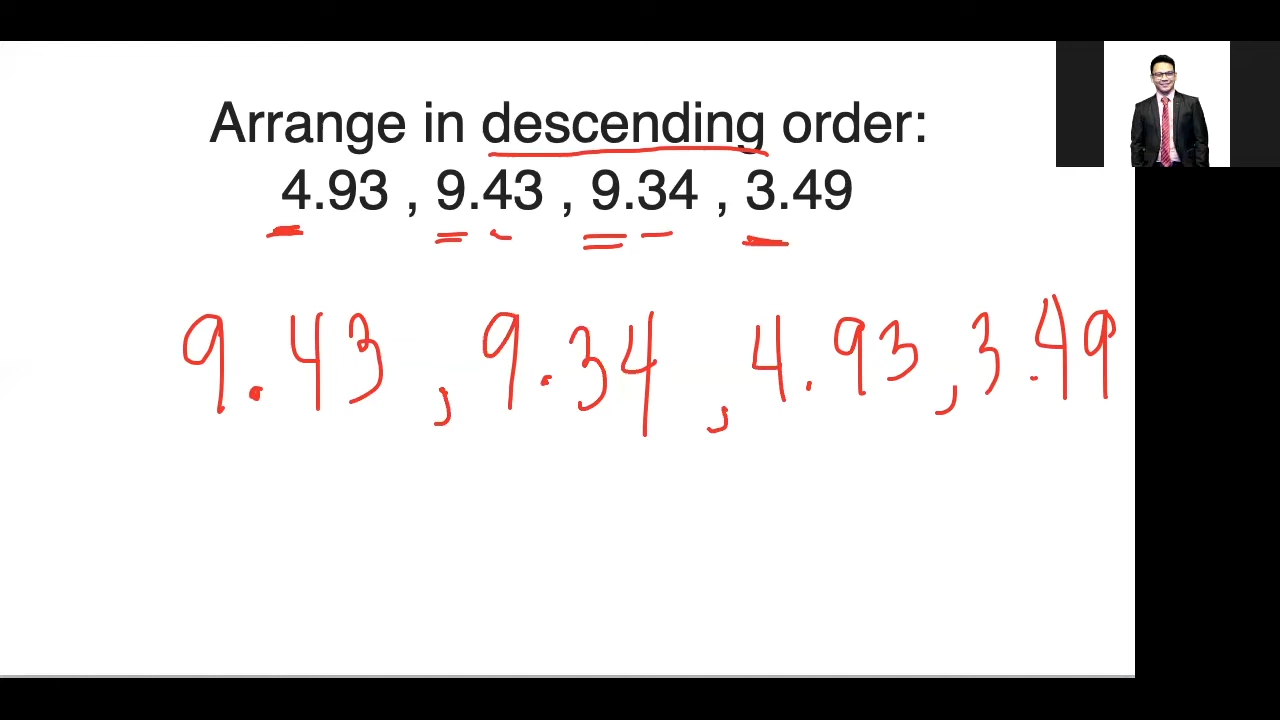 Arrange in descending order:
4.93 , 9.43 , 9.34 , 3.49
9.43 , 9.34 , 4.93 , 3.49